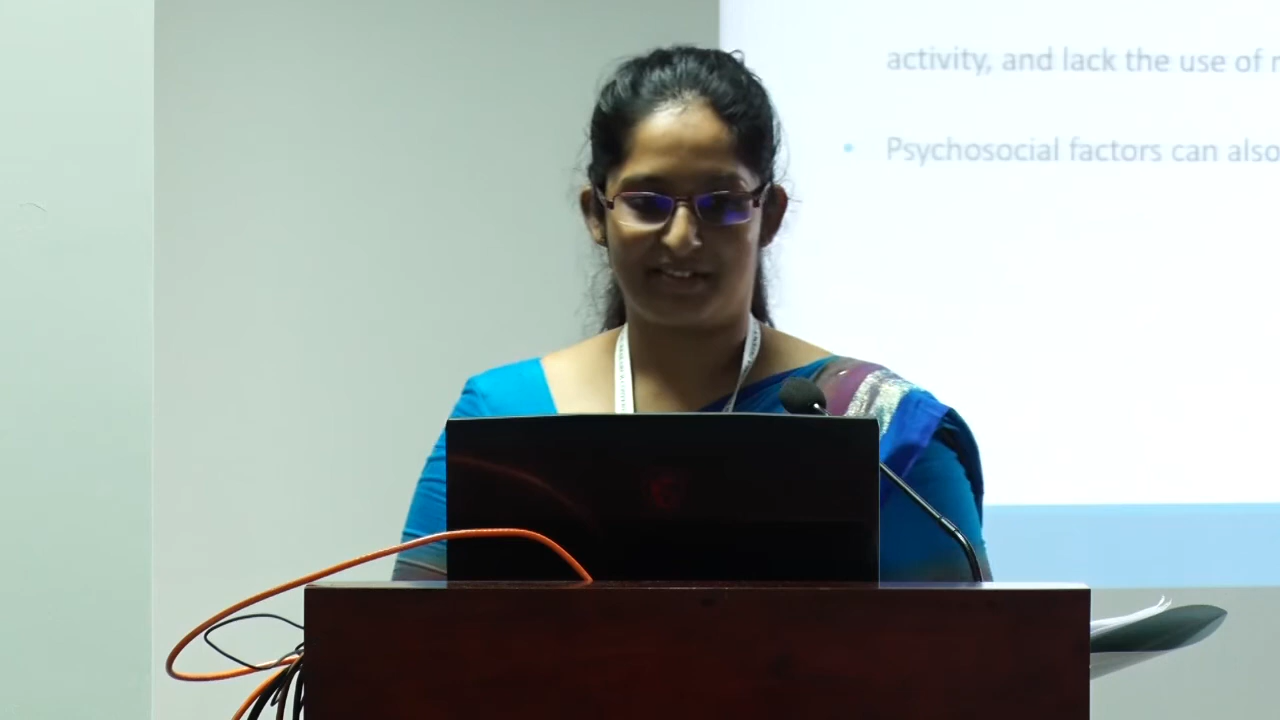 activity, and lack the use of
Psychosocial factors can also